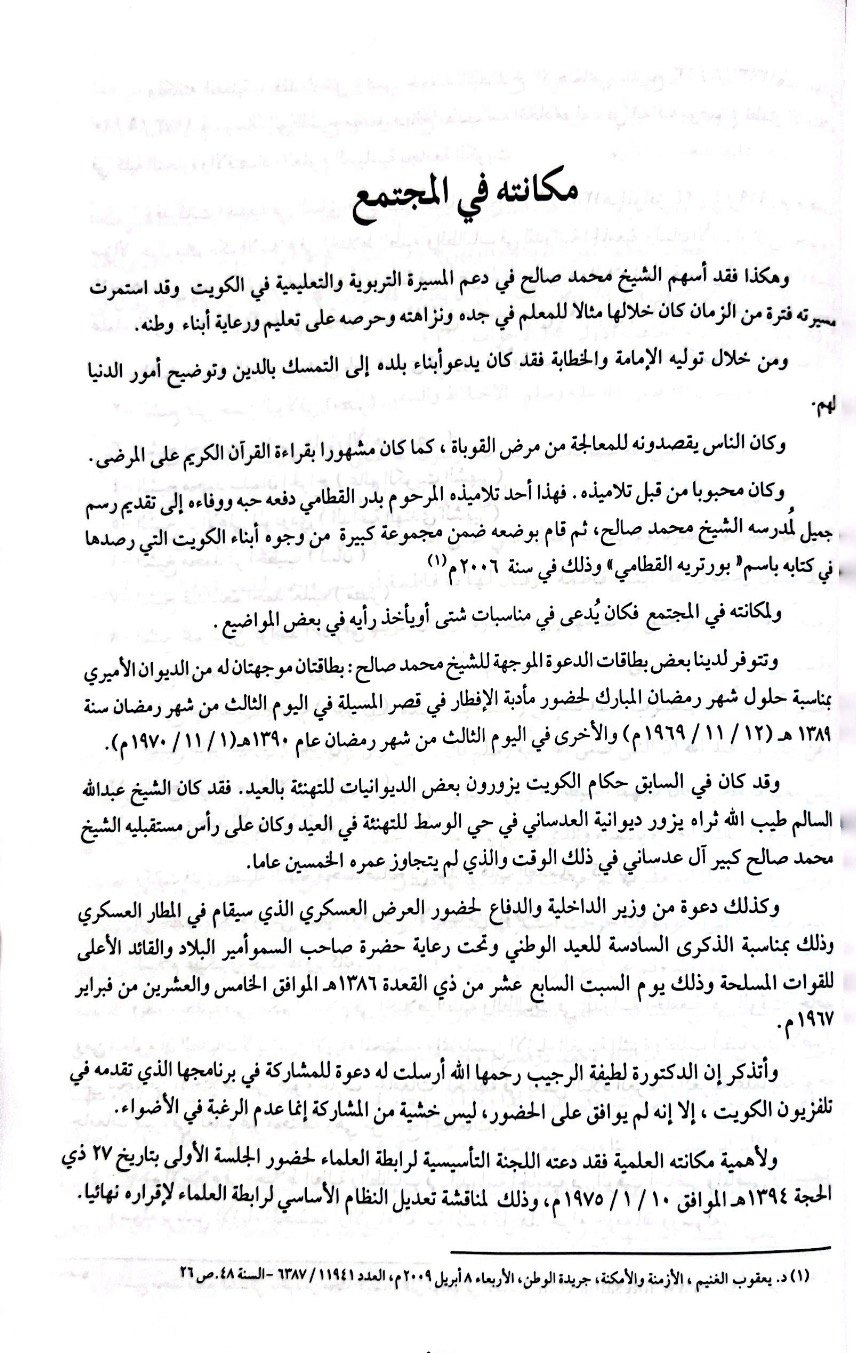 مكانته في المجتمع
وهكذا فقد أسهم الشيخ محمد صالح في دعم المسيرة التربوية والتعليمية في الكويت وقد استمرت
مسيرته فترة من الزمان كان خلالها مثالا للمعلم في جده ونزاهته وحرصه على تعليم ورعاية أبناء وطنه.
ومن خلال توليه الإمامة والخطابة فقد كان يدعو أبناء بلده إلى التمسك بالدين وتوضيح أمور الدنيا
لهم.
وكان الناس يقصدونه للمعالجة من مرض القوباة ، كما كان مشهورا بقراءة القرآن الكريم على المرضى.
وكان محبوبا من قبل تلاميذه . فهذا أحد تلاميذه المرحوم بدر القطامي دفعه حبه ووفاءه إلى تقديم رسم
جميل لمُدرسه الشيخ محمد صالح، ثم قام بوضعه ضمن مجموعة كبيرة من وجوه أبناء الكويت التي رصدها
في كتابه باسم« بورتريه القطامي» وذلك في سنة ٢٠٠٦م(١)
ولمكانته في المجتمع فكان يُدعى في مناسبات شتى أويأخذ رأيه في بعض المواضيع .
وتتوفر لدينا بعض بطاقات الدعوة الموجهة للشيخ محمد صالح : بطاقتان موجهتان له من الديوان الأميري
بمناسبة حلول شهر رمضان المبارك لحضور مأدبة الإفطار في قصر المسيلة في اليوم الثالث من شهر رمضان سنة
١٣٨٩ هـ (١٢ / ١١ / ١٩٦٩ م) والأخرى في اليوم الثالث من شهر رمضان عام ١٣٩٠هـ(١ / ١١ / ١٩٧٠م).
وقد كان في السابق حكام الكويت يزورون بعض الديوانيات للتهنئة بالعيد. فقد كان الشيخ عبدالله
السالم طيب الله ثراه يزور ديوانية العدساني في حي الوسط للتهنئة في العيد وكان على رأس مستقبليه الشيخ
محمد صالح كبير آل عدساني في ذلك الوقت والذي لم يتجاوز عمره الخمسين عاما.
وكذلك دعوة من وزير الداخلية والدفاع لحضور العرض العسكري الذي سيقام في المطار العسكري
وذلك بمناسبة الذكرى السادسة للعيد الوطني وتحت رعاية حضرة صاحب السموأمير البلاد والقائد الأعلى
للقوات المسلحة وذلك يوم السبت السابع عشر من ذي القعدة ١٣٨٦هـ الموافق الخامس والعشرين من فبراير
١٩٦٧م.
وأتذكر إن الدكتورة لطيفة الرجيب رحمها الله أرسلت له دعوة للمشاركة في برنامجها الذي تقدمه في
تلفزيون الكويت ، إلا إنه لم يوافق على الحضور، ليس خشية من المشاركة إنما عدم الرغبة في الأضواء.
ولأهمية مكانته العلمية فقد دعته اللجنة التأسيسية لرابطة العلماء لحضور الجلسة الأولى بتاريخ ٢٧ ذي
الحجة ١٣٩٤هـ الموافق ١٠ / ١ / ١٩٧٥م، وذلك لمناقشة تعديل النظام الأساسي لرابطة العلماء لإقراره نهائيا.
(١) د. يعقوب الغنيم ، الأزمنة والأمكنة، جريدة الوطن، الأربعاء ٨ أبريل ٢٠٠٩م، العدد ١١٩٤١ / ٦٣٨٧ -السنة ٤٨. ص ٢٦